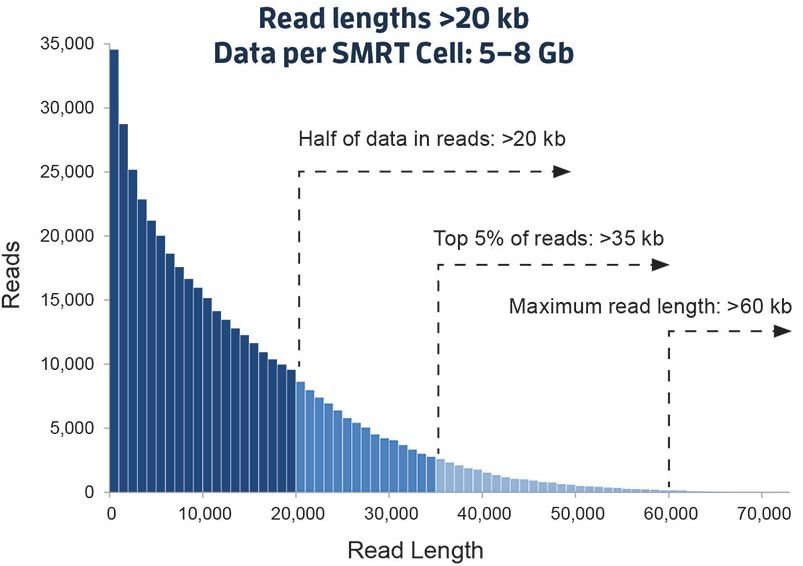 Read lengths >20 kb
Data per SMRT Cell: 5–8 Gb
35,000
30,000
Half of data in reads: >20 kb
25,000
20,000
Top 5% of reads: >35 kb
Reads
15,000
Maximum read length: >60 kb
10,000
5,000
0
0 10,000 20,000 30,000 40,000 50,000 60,000 70,000
Read Length